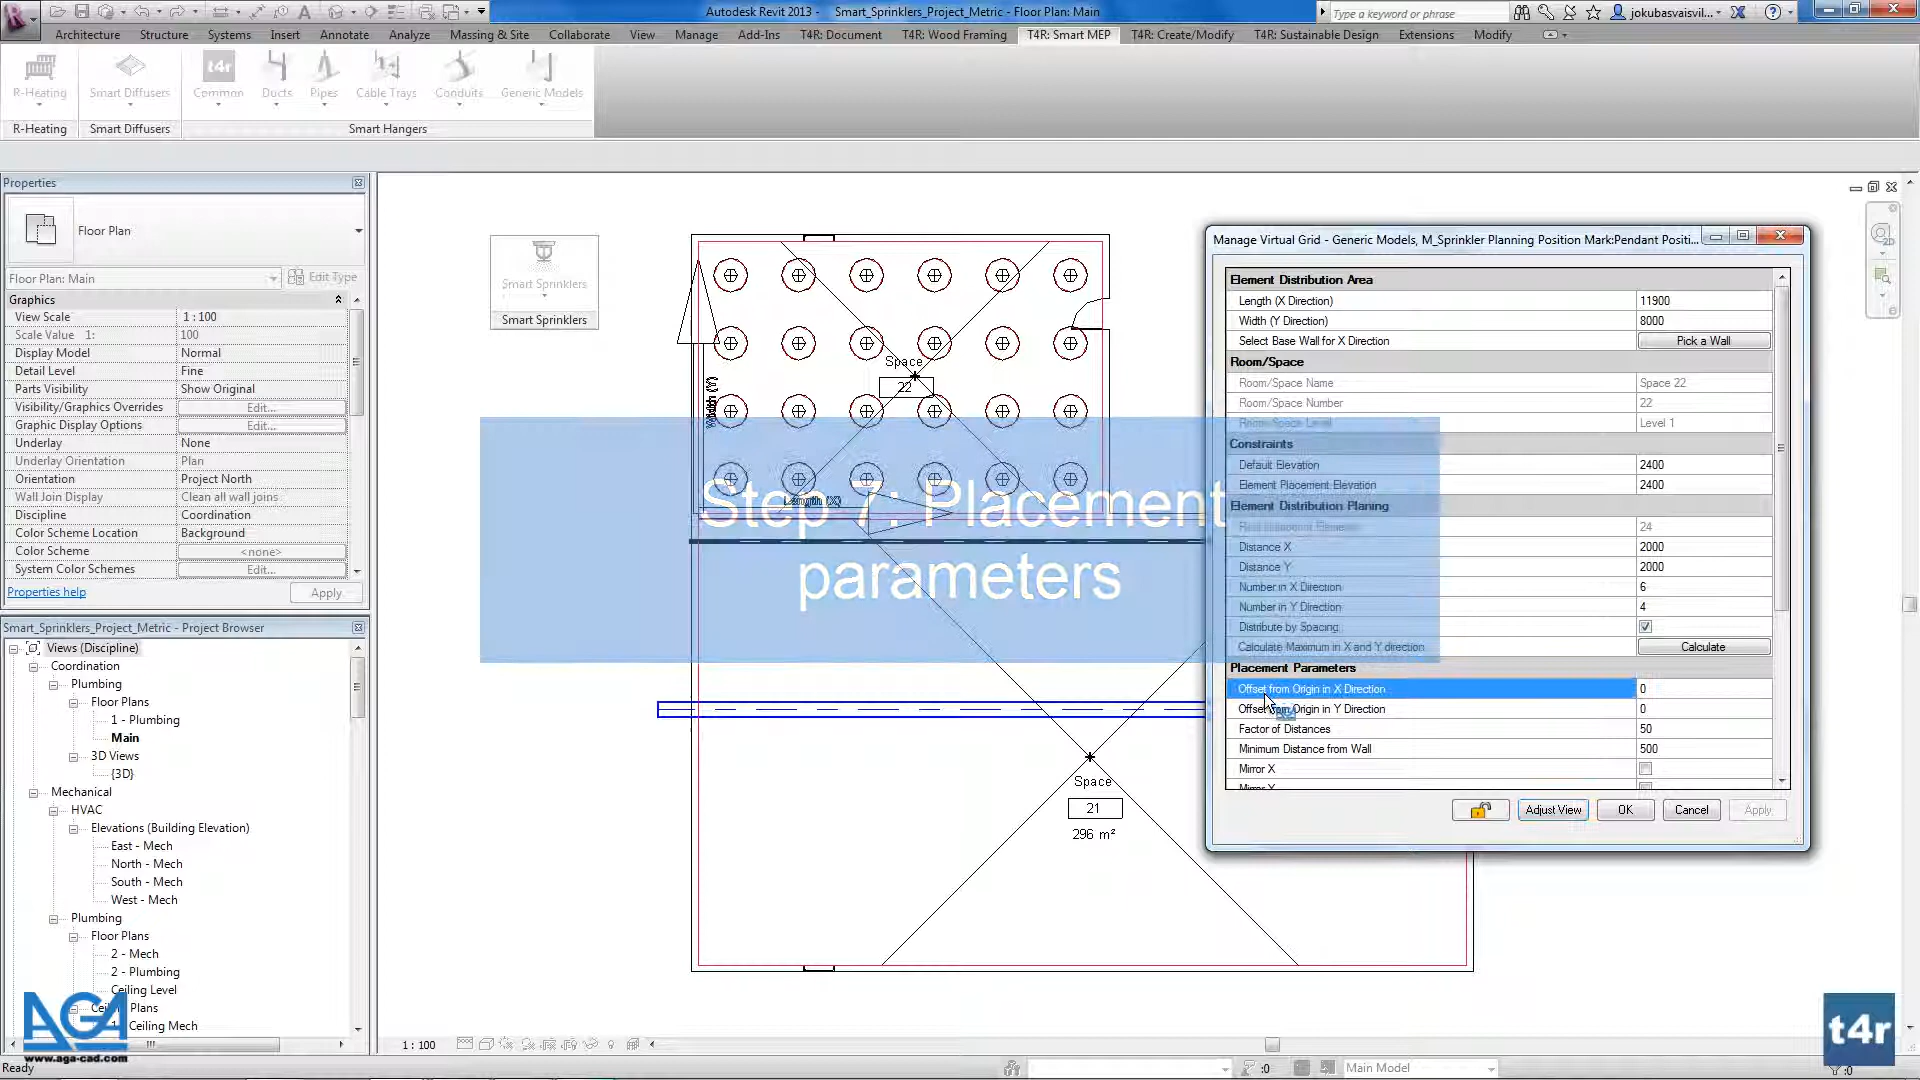 Autodesk Revit 2013 - Smart_Sprinklers_Project_Metric - Floor Plan: Main
Type a keyword or phrase
jokubasvaisvil...
Architecture Structure Systems Insert Annotate Analyze Massing & Site Collaborate View Manage Add-Ins T4R: Document T4R: Wood Framing T4R: Smart MEP T4R: Create/Modify T4R: Sustainable Design Extensions Modify
R-Heating Smart Diffusers Common Ducts Pipes Cable Trays Conduits Generic Models
R-Heating Smart Diffusers Smart Hangers
Properties
Floor Plan
Floor Plan: Main Edit Type
Graphics
View Scale 1 : 100
Scale Value 1: 100
Display Model Normal
Detail Level Fine
Parts Visibility Show Original
Visibility/Graphics Overrides Edit...
Graphic Display Options Edit...
Underlay None
Underlay Orientation Plan
Orientation Project North
Wall Join Display Clean all wall joins
Discipline Coordination
Color Scheme Location Background
Color Scheme <none>
System Color Schemes Edit...
Properties help Apply
Smart_Sprinklers_Project_Metric - Project Browser
Views (Discipline)
Coordination
Plumbing
Floor Plans
1 - Plumbing
Main
3D Views
{3D}
Mechanical
HVAC
Elevations (Building Elevation)
East - Mech
North - Mech
South - Mech
West - Mech
Plumbing
Floor Plans
2 - Mech
2 - Plumbing
Ceiling Level
Plans
Ceiling Mech
AGA
www.aga-cad.com
Ready
Smart Sprinklers
Smart Sprinklers
Space
22
Width (Y)
Length (X)
Step 7: Placement
parameters
Space
21
296 m²
Manage Virtual Grid - Generic Models, M_Sprinkler Planning Position Mark:Pendant Positi...
Element Distribution Area
Length (X Direction) 11900
Width (Y Direction) 8000
Select Base Wall for X Direction Pick a Wall
Room/Space
Room/Space Name Space 22
Room/Space Number 22
Room/Space Level Level 1
Constraints
Default Elevation 2400
Element Placement Elevation 2400
Element Distribution Planing
24
Distance X 2000
Distance Y 2000
Number in X Direction 6
Number in Y Direction 4
Distribute by Spacing
Calculate Maximum in X and Y direction Calculate
Placement Parameters
Offset from Origin in X Direction 0
Offset from Origin in Y Direction 0
Factor of Distances 50
Minimum Distance from Wall 500
Mirror X
Mirror Y
Adjust View OK Cancel Apply
2D
1 : 100
:0 Main Model
t4r
:0